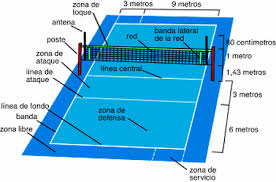 zona de
toque
3 metros
9 metros
antena
red
banda lateral
de la red
poste
80 centímetros
1 metro
1,43 metros
zona de
ataque
línea de
ataque
línea central
3 metros
línea de fondo
banda
zona libre
zona de
defensa
6 metros
zona de
servicio